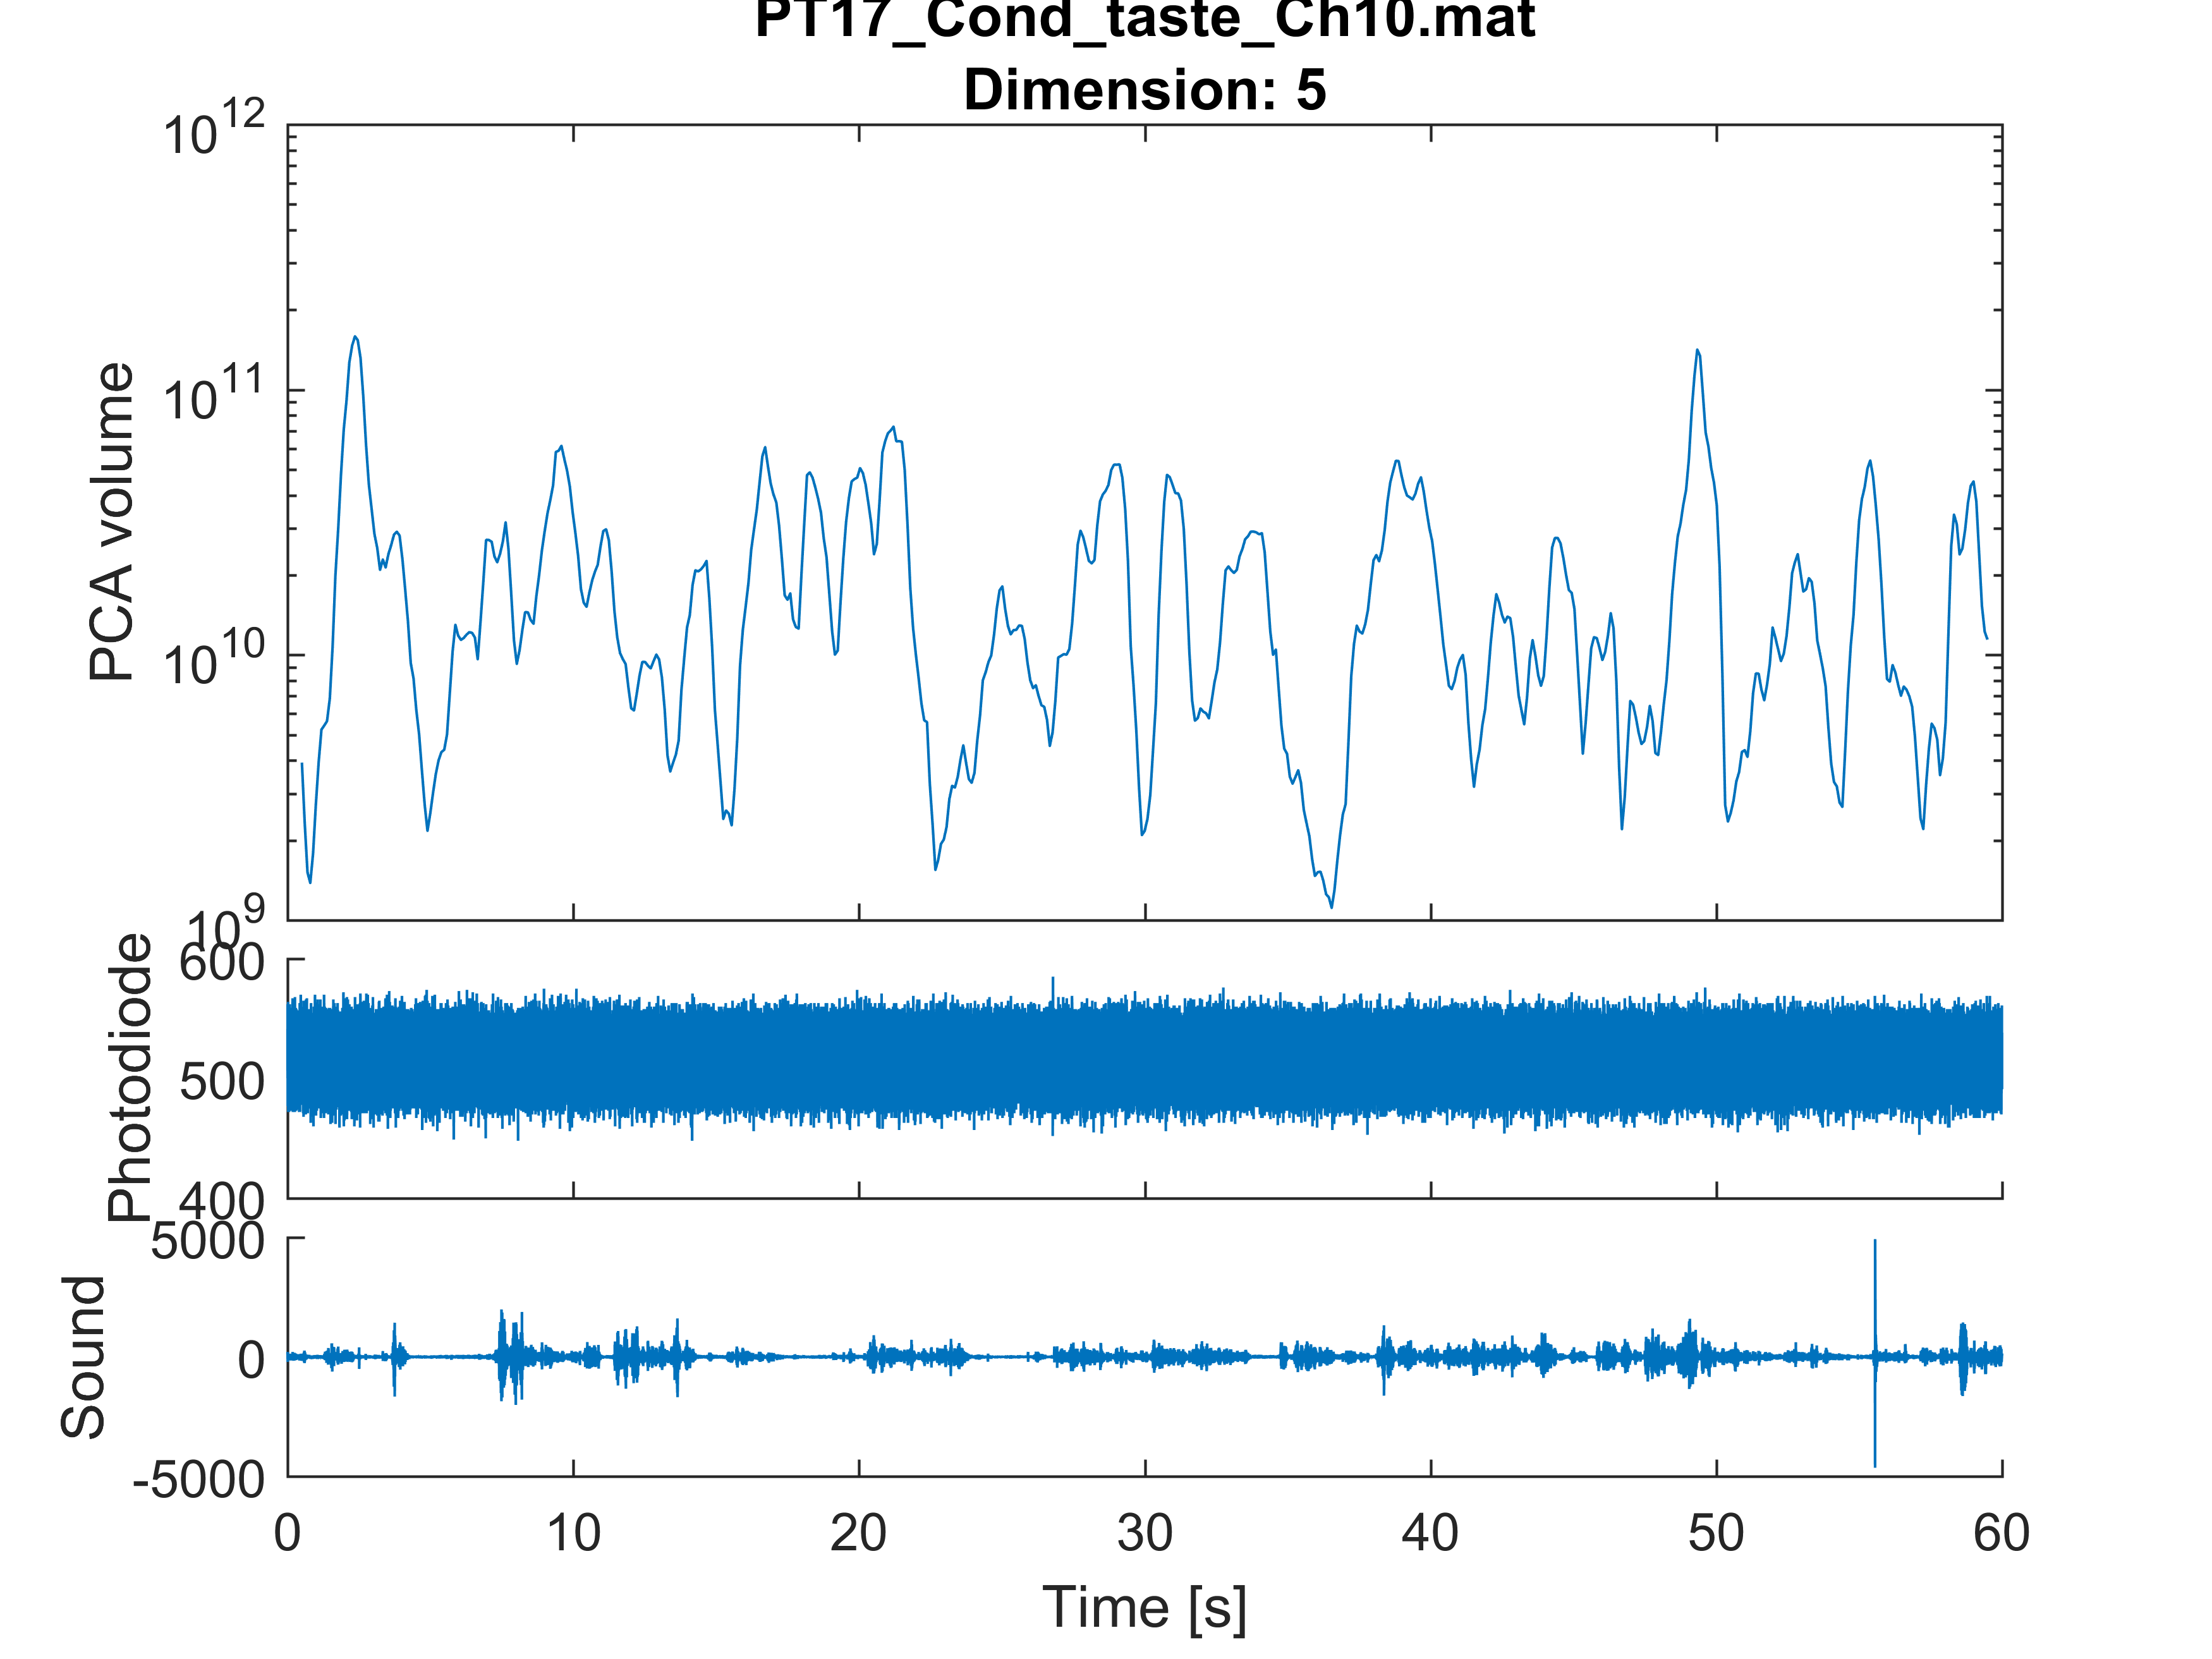 PT17_Cond_taste_Ch10.mat
Dimension: 5
PCA volume
10^12
10^11
10^10
10^9
Photodiode
600
500
400
Sound
5000
0
-5000
0 10 20 30 40 50 60
Time [s]